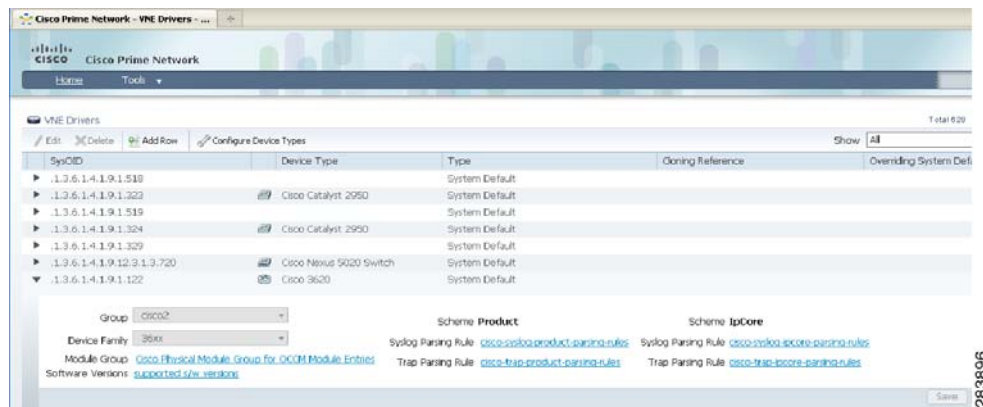 Cisco Prime Network - VNE Drivers - ...
CISCO Cisco Prime Network
Home Tools
VNE Drivers Total 629
Edit Delete Add Row Configure Device Types Show All
SysOID Device Type Type Cloning Reference Overriding System Defa
.1.3.6.1.4.1.9.1.518 System Default
.1.3.6.1.4.1.9.1.323 Cisco Catalyst 2950 System Default
.1.3.6.1.4.1.9.1.519 System Default
.1.3.6.1.4.1.9.1.324 Cisco Catalyst 2950 System Default
.1.3.6.1.4.1.9.1.329 System Default
.1.3.6.1.4.1.9.12.3.1.3.720 Cisco Nexus 5020 Switch System Default
.1.3.6.1.4.1.9.1.122 Cisco 3620 System Default
Group cisco2 Scheme Product Scheme IpCore
Device Family 36xx Syslog Parsing Rule cisco-syslog-product-parsing-rules Syslog Parsing Rule cisco-syslog-ipcore-parsing-rules
Module Group Cisco Physical Module Group for OCCM Module Entries Trap Parsing Rule cisco-trap-product-parsing-rules Trap Parsing Rule cisco-trap-ipcore-parsing-rules
Software Versions supported s/w versions
Save
283896